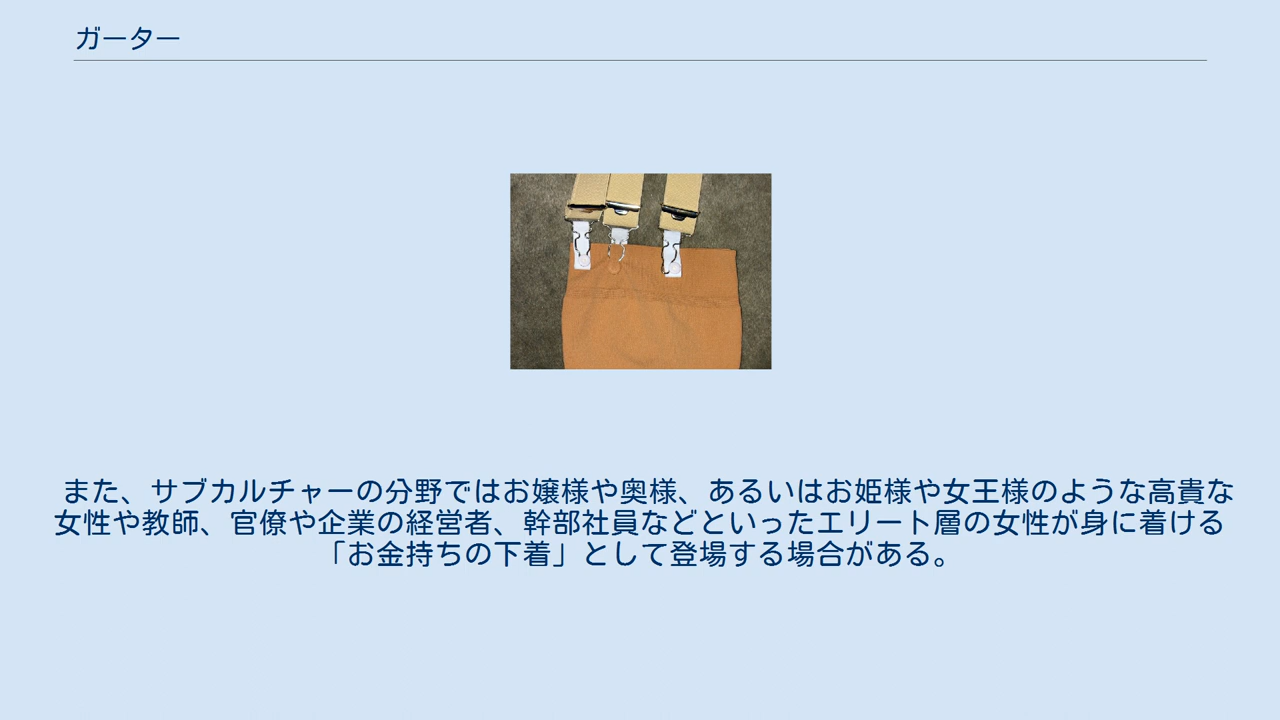 ガーター
また、サブカルチャーの分野ではお嬢様や奥様、あるいはお姫様や女王様のような高貴な
女性や教師、官僚や企業の経営者、幹部社員などといったエリート層の女性が身に着ける
「お金持ちの下着」として登場する場合がある。